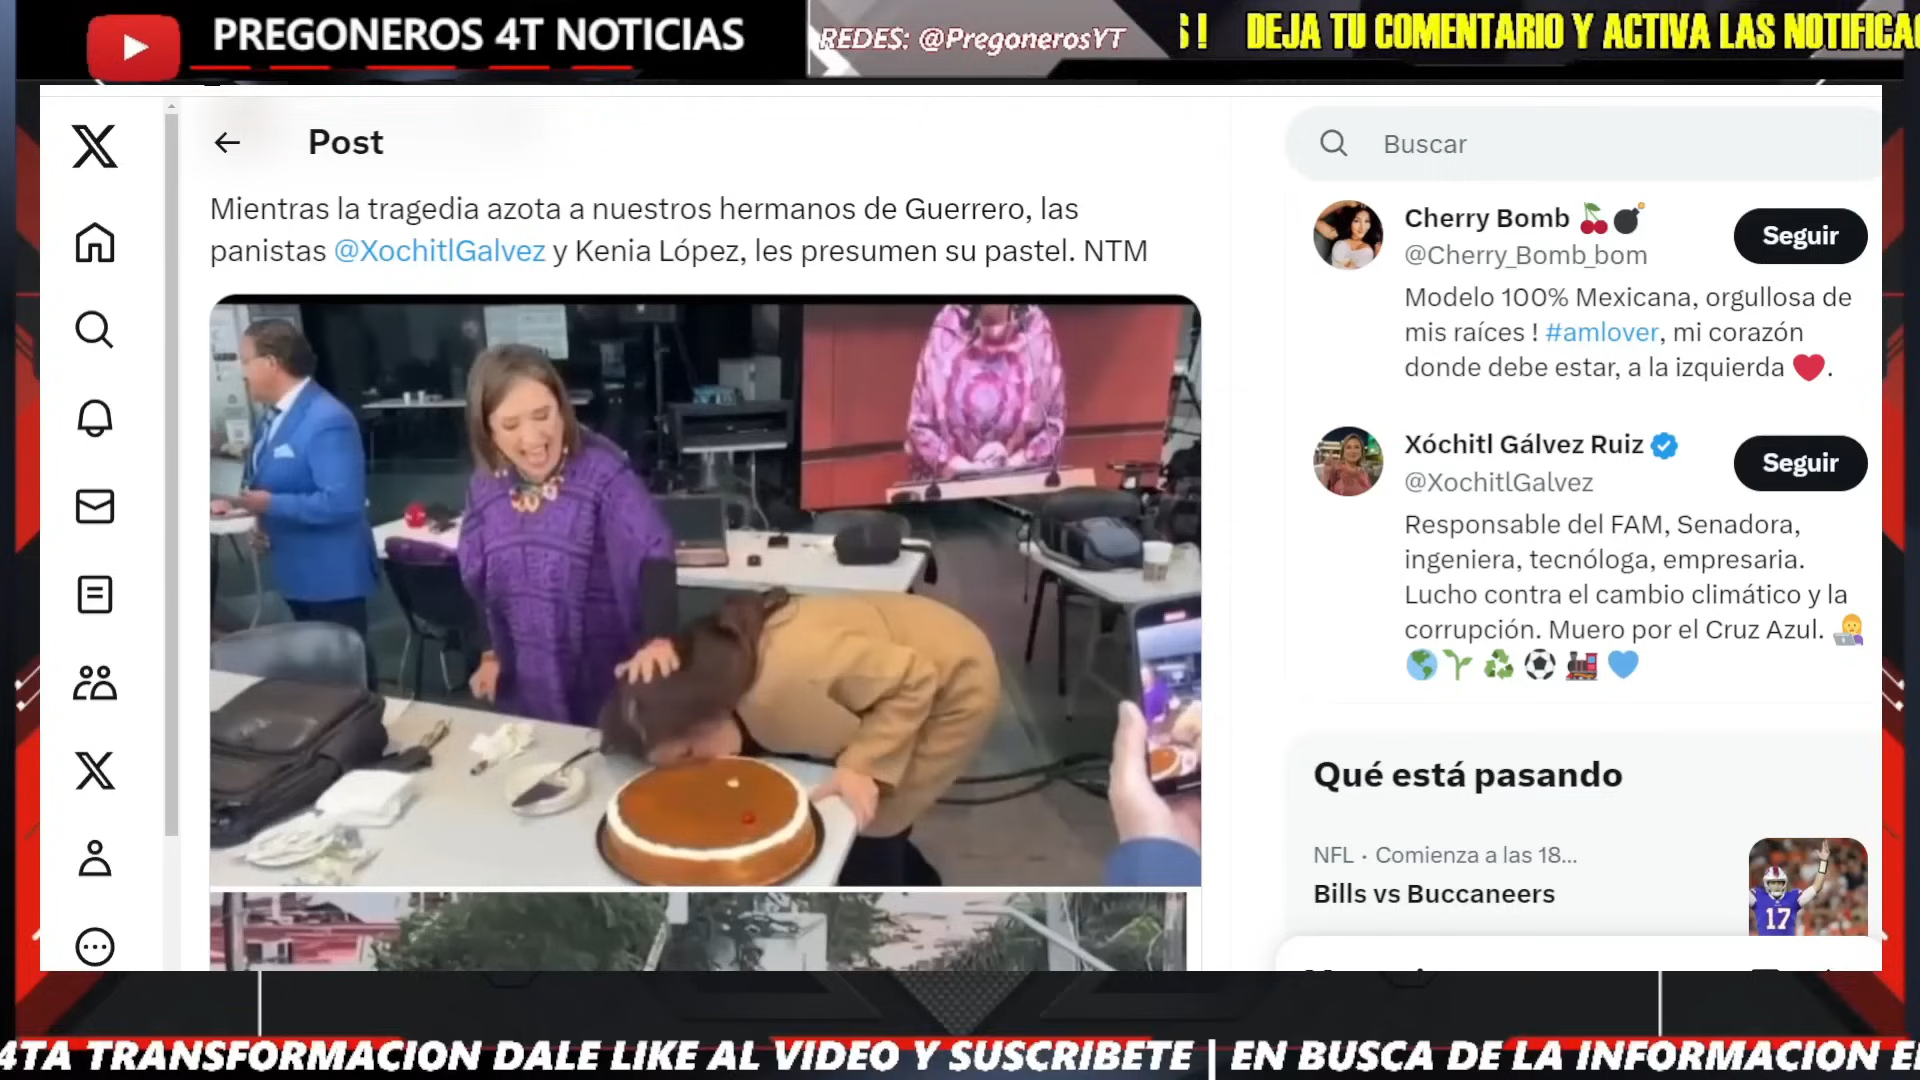 PREGONEROS 4T NOTICIAS
REDES: @PregonerosYT
! DEJA TU COMENTARIO Y ACTIVA LAS
Post
Mientras la tragedia azota a nuestros hermanos de Guerrero, las
panistas @XochitlGalvez y Kenia López, les presumen su pastel. NTM
Buscar
Cherry Bomb 🍒💣
@Cherry_Bomb_bom
Seguir
Modelo 100% Mexicana, orgullosa de
mis raíces ! #amlover, mi corazón
donde debe estar, a la izquierda ❤️.
Xóchitl Gálvez Ruiz
@XochitlGalvez
Seguir
Responsable del FAM, Senadora,
ingeniera, tecnóloga, empresaria.
Lucho contra el cambio climático y la
corrupción. Muero por el Cruz Azul. 👩‍💻
🌎🌱♻️⚽🚂💙
Qué está pasando
NFL · Comienza a las 18...
Bills vs Buccaneers
17
4TA TRANSFORMACION DALE LIKE AL VIDEO Y SUSCRIBETE | EN BUSCA DE LA INFORMACION